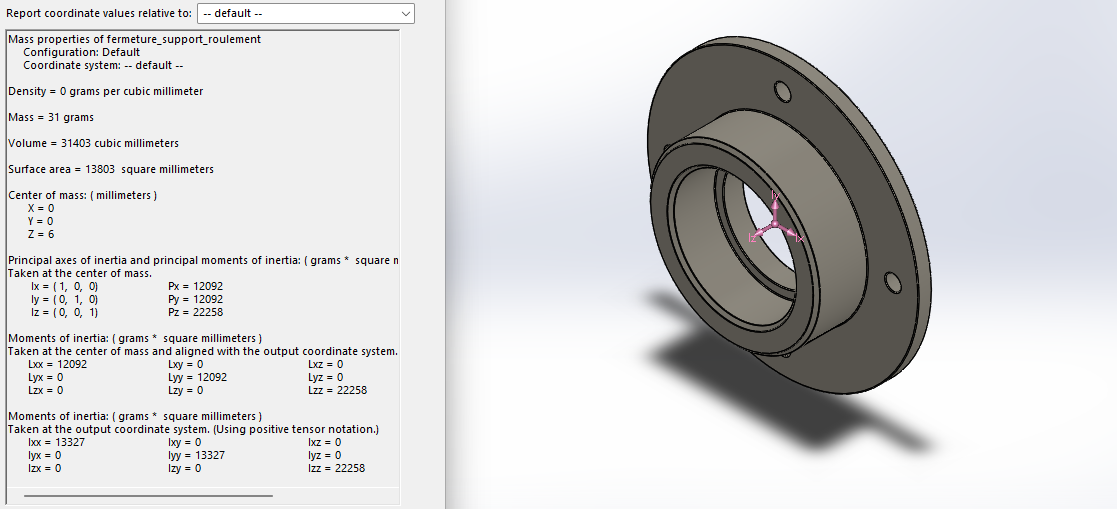 Report coordinate values relative to: -- default --
Mass properties of fermeture_support_roulement
Configuration: Default
Coordinate system: -- default --
Density = 0 grams per cubic millimeter
Mass = 31 grams
Volume = 31403 cubic millimeters
Surface area = 13803 square millimeters
Center of mass: ( millimeters )
X = 0
Y = 0
Z = 6
Principal axes of inertia and principal moments of inertia: ( grams * square
Taken at the center of mass.
Ix = ( 1, 0, 0) Px = 12092
Iy = ( 0, 1, 0) Py = 12092
Iz = ( 0, 0, 1) Pz = 22258
Moments of inertia: ( grams * square millimeters )
Taken at the center of mass and aligned with the output coordinate system.
Lxx = 12092 Lxy = 0 Lxz = 0
Lyx = 0 Lyy = 12092 Lyz = 0
Lzx = 0 Lzy = 0 Lzz = 22258
Moments of inertia: ( grams * square millimeters )
Taken at the output coordinate system. (Using positive tensor notation.)
Ixx = 13327 Ixy = 0 Ixz = 0
Iyx = 0 Iyy = 13327 Iyz = 0
Izx = 0 Izy = 0 Izz = 22258